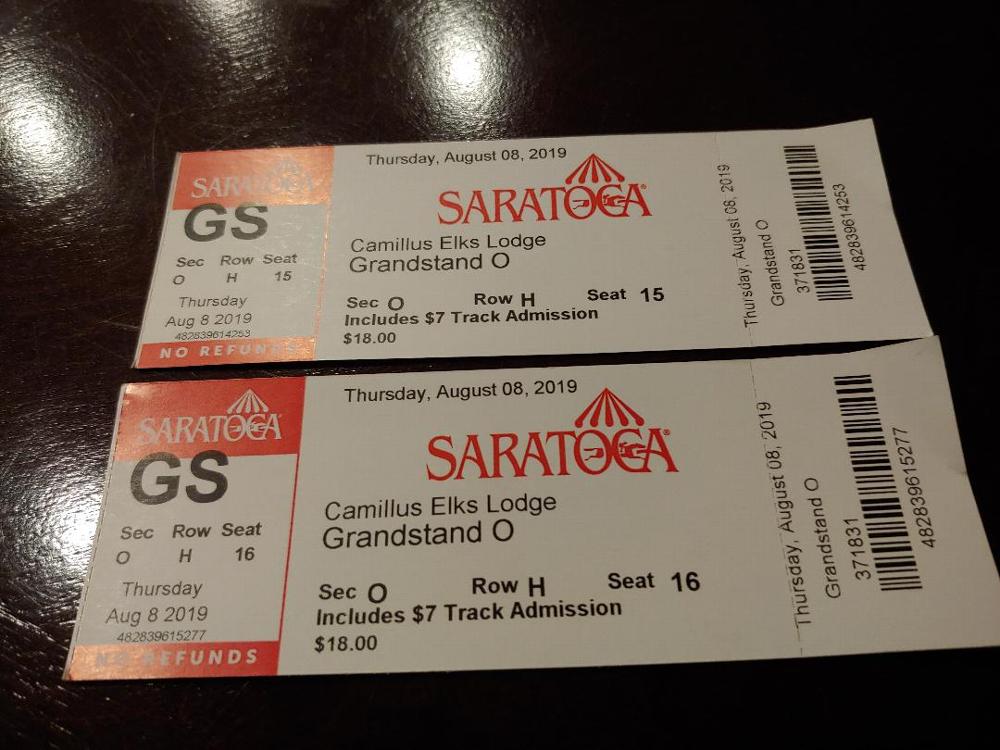 SARATOGA
GS
Sec Row Seat
O H 15
Thursday
Aug 8 2019
482839614253
NO REFUNDS
Thursday, August 08, 2019
SARATOGA®
Camillus Elks Lodge
Grandstand O
Sec O Row H Seat 15
Includes $7 Track Admission
$18.00
Thursday, August 08, 2019
Grandstand O
371831
482839614253
SARATOGA
GS
Sec Row Seat
O H 16
Thursday
Aug 8 2019
482839615277
NO REFUNDS
Thursday, August 08, 2019
SARATOGA®
Camillus Elks Lodge
Grandstand O
Sec O Row H Seat 16
Includes $7 Track Admission
$18.00
Thursday, August 08, 2019
Grandstand O
371831
482839615277